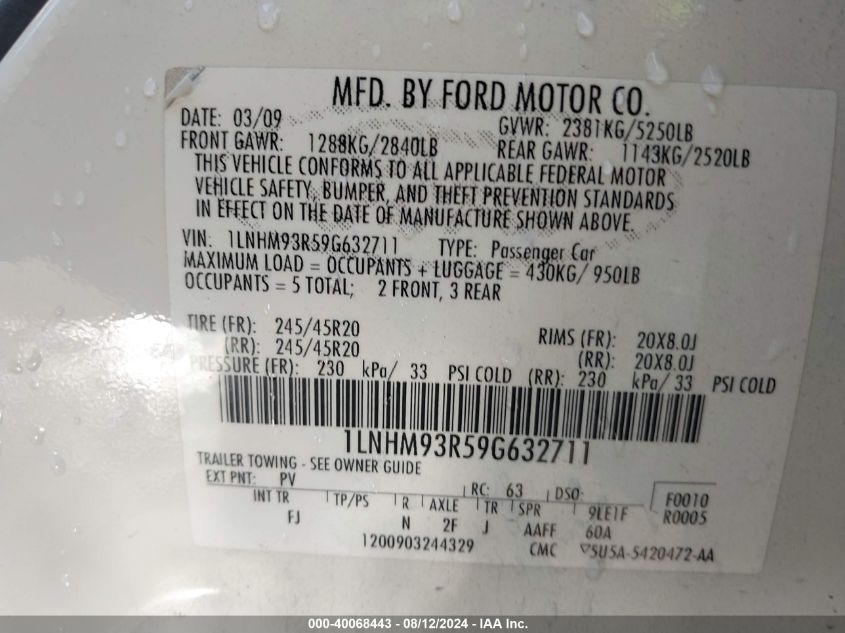 MFD. BY FORD MOTOR CO.
DATE: 03/09 GVWR: 2381KG/5250LB
FRONT GAWR: 1288KG/2840LB REAR GAWR: 1143KG/2520LB
THIS VEHICLE CONFORMS TO ALL APPLICABLE FEDERAL MOTOR
VEHICLE SAFETY, BUMPER, AND THEFT PREVENTION STANDARDS
IN EFFECT ON THE DATE OF MANUFACTURE SHOWN ABOVE.
VIN: 1LNHM93R59G632711 TYPE: Passenger Car
MAXIMUM LOAD = OCCUPANTS + LUGGAGE = 430KG/ 950LB
OCCUPANTS = 5 TOTAL; 2 FRONT, 3 REAR
TIRE (FR): 245/45R20 RIMS (FR): 20X8.0J
(RR): 245/45R20 (RR): 20X8.0J
PRESSURE (FR): 230 kPa/ 33 PSI COLD (RR): 230 kPa/ 33 PSI COLD
1LNHM93R59G632711
TRAILER TOWING - SEE OWNER GUIDE
EXT PNT: PV RC: 63 DSO: F0010
INT TR TP/PS R AXLE TR SPR 9LE1F R0005
FJ N 2F J AAFF 60A
1200903244329 CMC 5U5A-5420472-AA
000-40068443 - 08/12/2024 - IAA Inc.